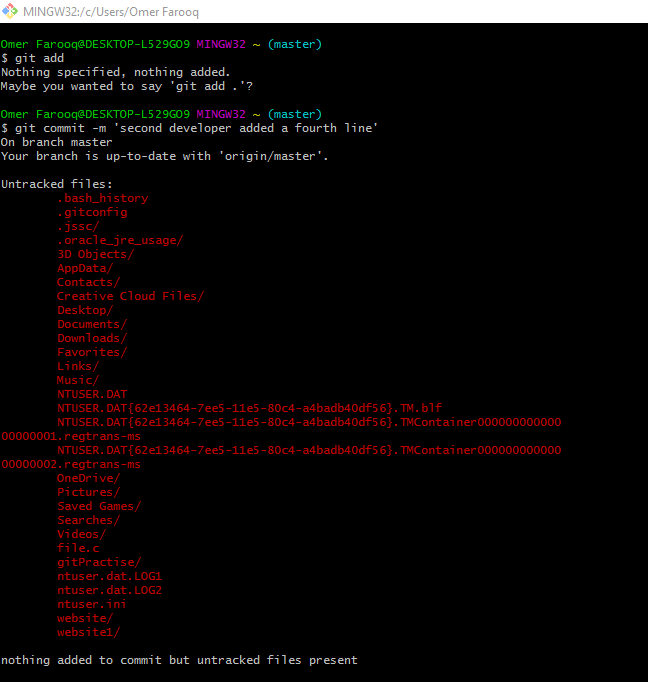 MINGW32:/c/Users/Omer Farooq
Omer Farooq@DESKTOP-L529GO9 MINGW32 ~ (master)
$ git add
Nothing specified, nothing added.
Maybe you wanted to say 'git add .'?
Omer Farooq@DESKTOP-L529GO9 MINGW32 ~ (master)
$ git commit -m 'second developer added a fourth line'
On branch master
Your branch is up-to-date with 'origin/master'.
Untracked files:
.bash_history
.gitconfig
.jssc/
.oracle_jre_usage/
3D Objects/
AppData/
Contacts/
Creative Cloud Files/
Desktop/
Documents/
Downloads/
Favorites/
Links/
Music/
NTUSER.DAT
NTUSER.DAT{62e13464-7ee5-11e5-80c4-a4badb40df56}.TM.blf
NTUSER.DAT{62e13464-7ee5-11e5-80c4-a4badb40df56}.TMContainer000000000000
00000001.regtrans-ms
NTUSER.DAT{62e13464-7ee5-11e5-80c4-a4badb40df56}.TMContainer000000000000
00000002.regtrans-ms
OneDrive/
Pictures/
Saved Games/
Searches/
Videos/
file.c
gitPractise/
ntuser.dat.LOG1
ntuser.dat.LOG2
ntuser.ini
website/
website1/
nothing added to commit but untracked files present